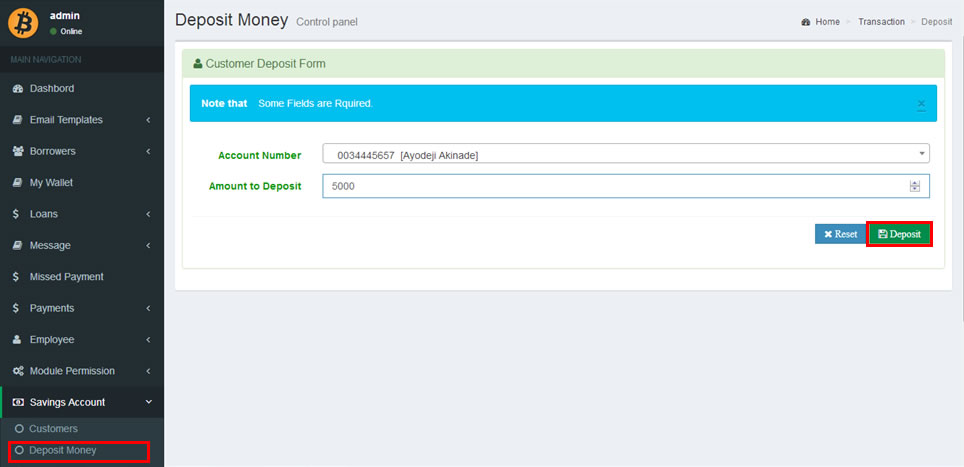 admin
Online
MAIN NAVIGATION
Dashbord
Email Templates
Borrowers
My Wallet
Loans
Message
Missed Payment
Payments
Employee
Module Permission
Savings Account
Customers
Deposit Money
Deposit Money Control panel
Home > Transaction > Deposit
Customer Deposit Form
Note that Some Fields are Rquired. ×
Account Number 0034445657 [Ayodeji Akinade]
Amount to Deposit 5000
Reset Deposit